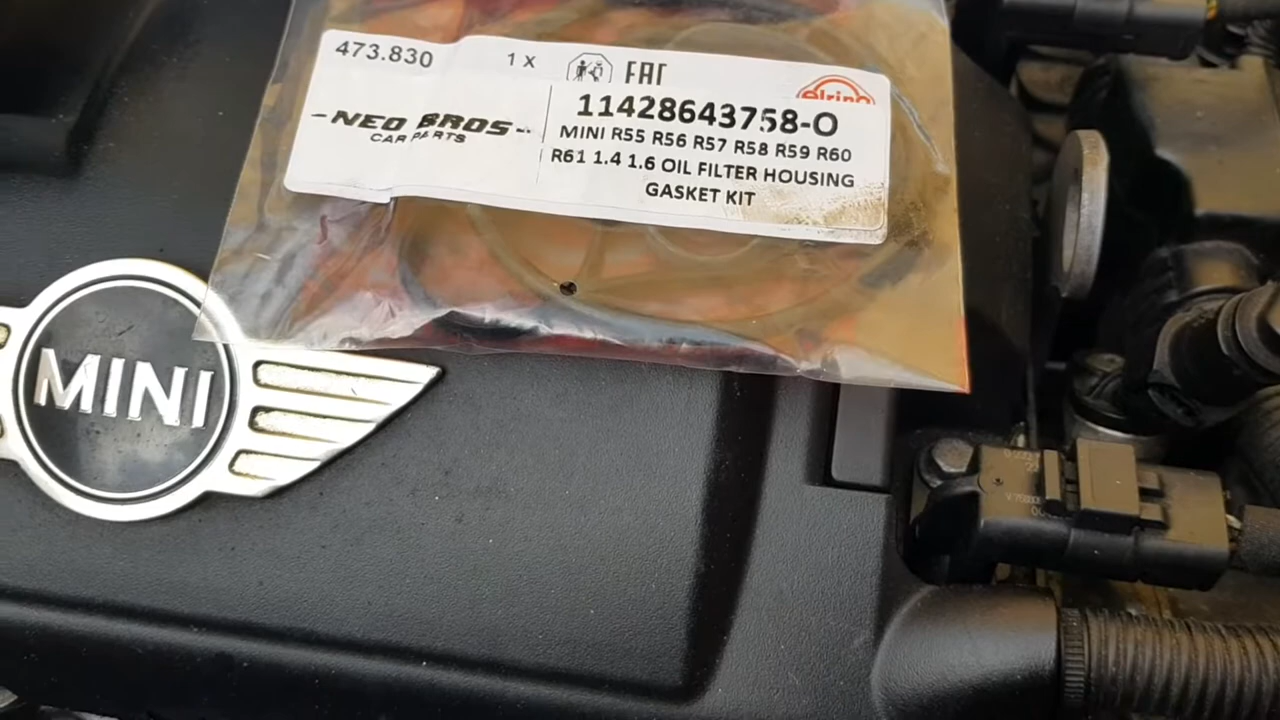 473.830
1 X
EAC
elring
11428643758-O
-NEO BROS-
CAR PARTS
MINI R55 R56 R57 R58 R59 R60
R61 1.4 1.6 OIL FILTER HOUSING
GASKET KIT
MINI